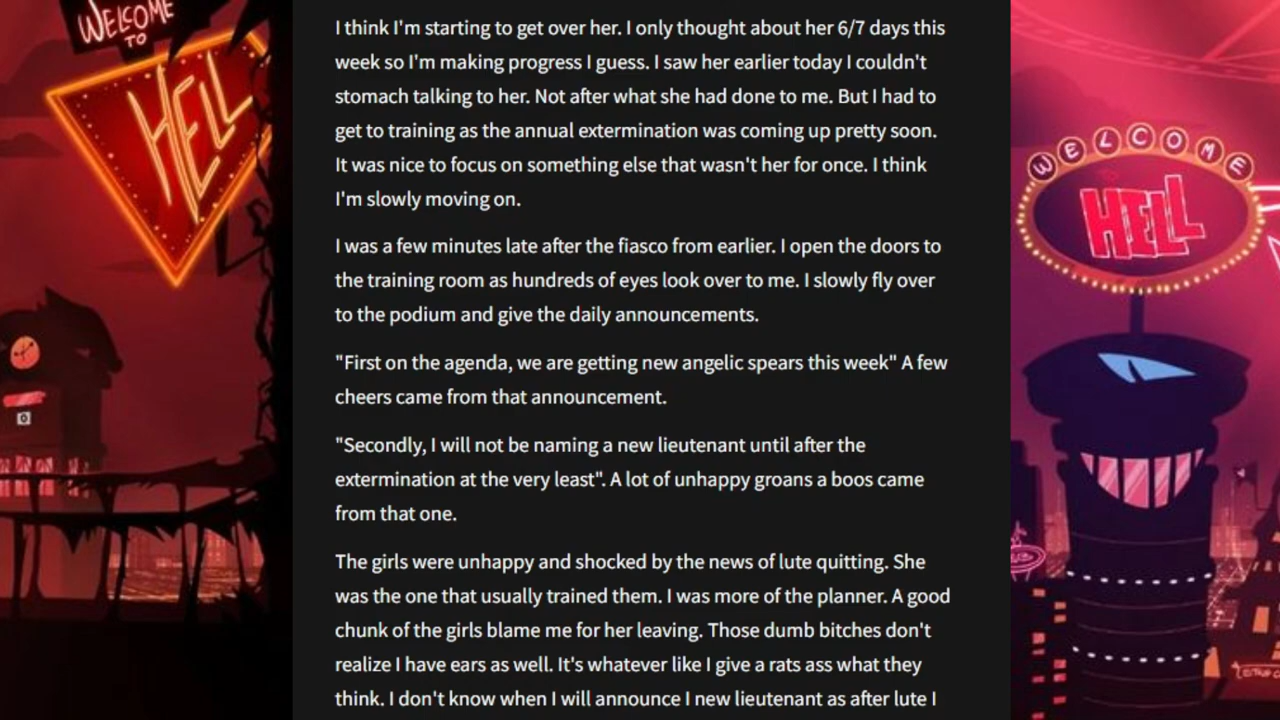 WELCOME
TO
HELL
I think I'm starting to get over her. I only thought about her 6/7 days this
week so I'm making progress I guess. I saw her earlier today I couldn't
stomach talking to her. Not after what she had done to me. But I had to
get to training as the annual extermination was coming up pretty soon.
It was nice to focus on something else that wasn't her for once. I think
I'm slowly moving on.
I was a few minutes late after the fiasco from earlier. I open the doors to
the training room as hundreds of eyes look over to me. I slowly fly over
to the podium and give the daily announcements.
"First on the agenda, we are getting new angelic spears this week" A few
cheers came from that announcement.
"Secondly, I will not be naming a new lieutenant until after the
extermination at the very least". A lot of unhappy groans a boos came
from that one.
The girls were unhappy and shocked by the news of lute quitting. She
was the one that usually trained them. I was more of the planner. A good
chunk of the girls blame me for her leaving. Those dumb bitches don't
realize I have ears as well. It's whatever like I give a rats ass what they
think. I don't know when I will announce I new lieutenant as after lute I
WELCOME
HELL